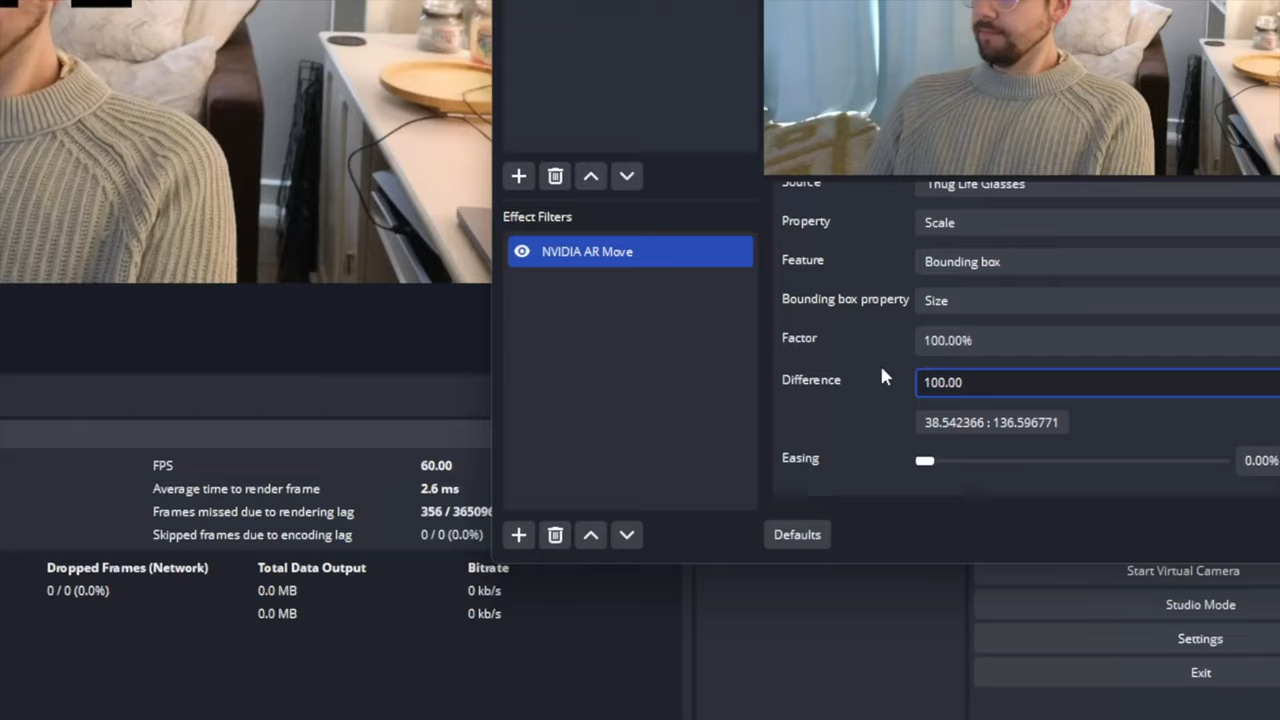 Effect Filters
NVIDIA AR Move
Source Thug Life Glasses
Property Scale
Feature Bounding box
Bounding box property Size
Factor 100.00%
Difference 100.00
38.542366 : 136.596771
Easing 0.00%
Defaults
FPS 60.00
Average time to render frame 2.6 ms
Frames missed due to rendering lag 356 / 365096
Skipped frames due to encoding lag 0 / 0 (0.0%)
Dropped Frames (Network) Total Data Output Bitrate
0 / 0 (0.0%) 0.0 MB 0 kb/s
0.0 MB 0 kb/s
Start Virtual Camera
Studio Mode
Settings
Exit